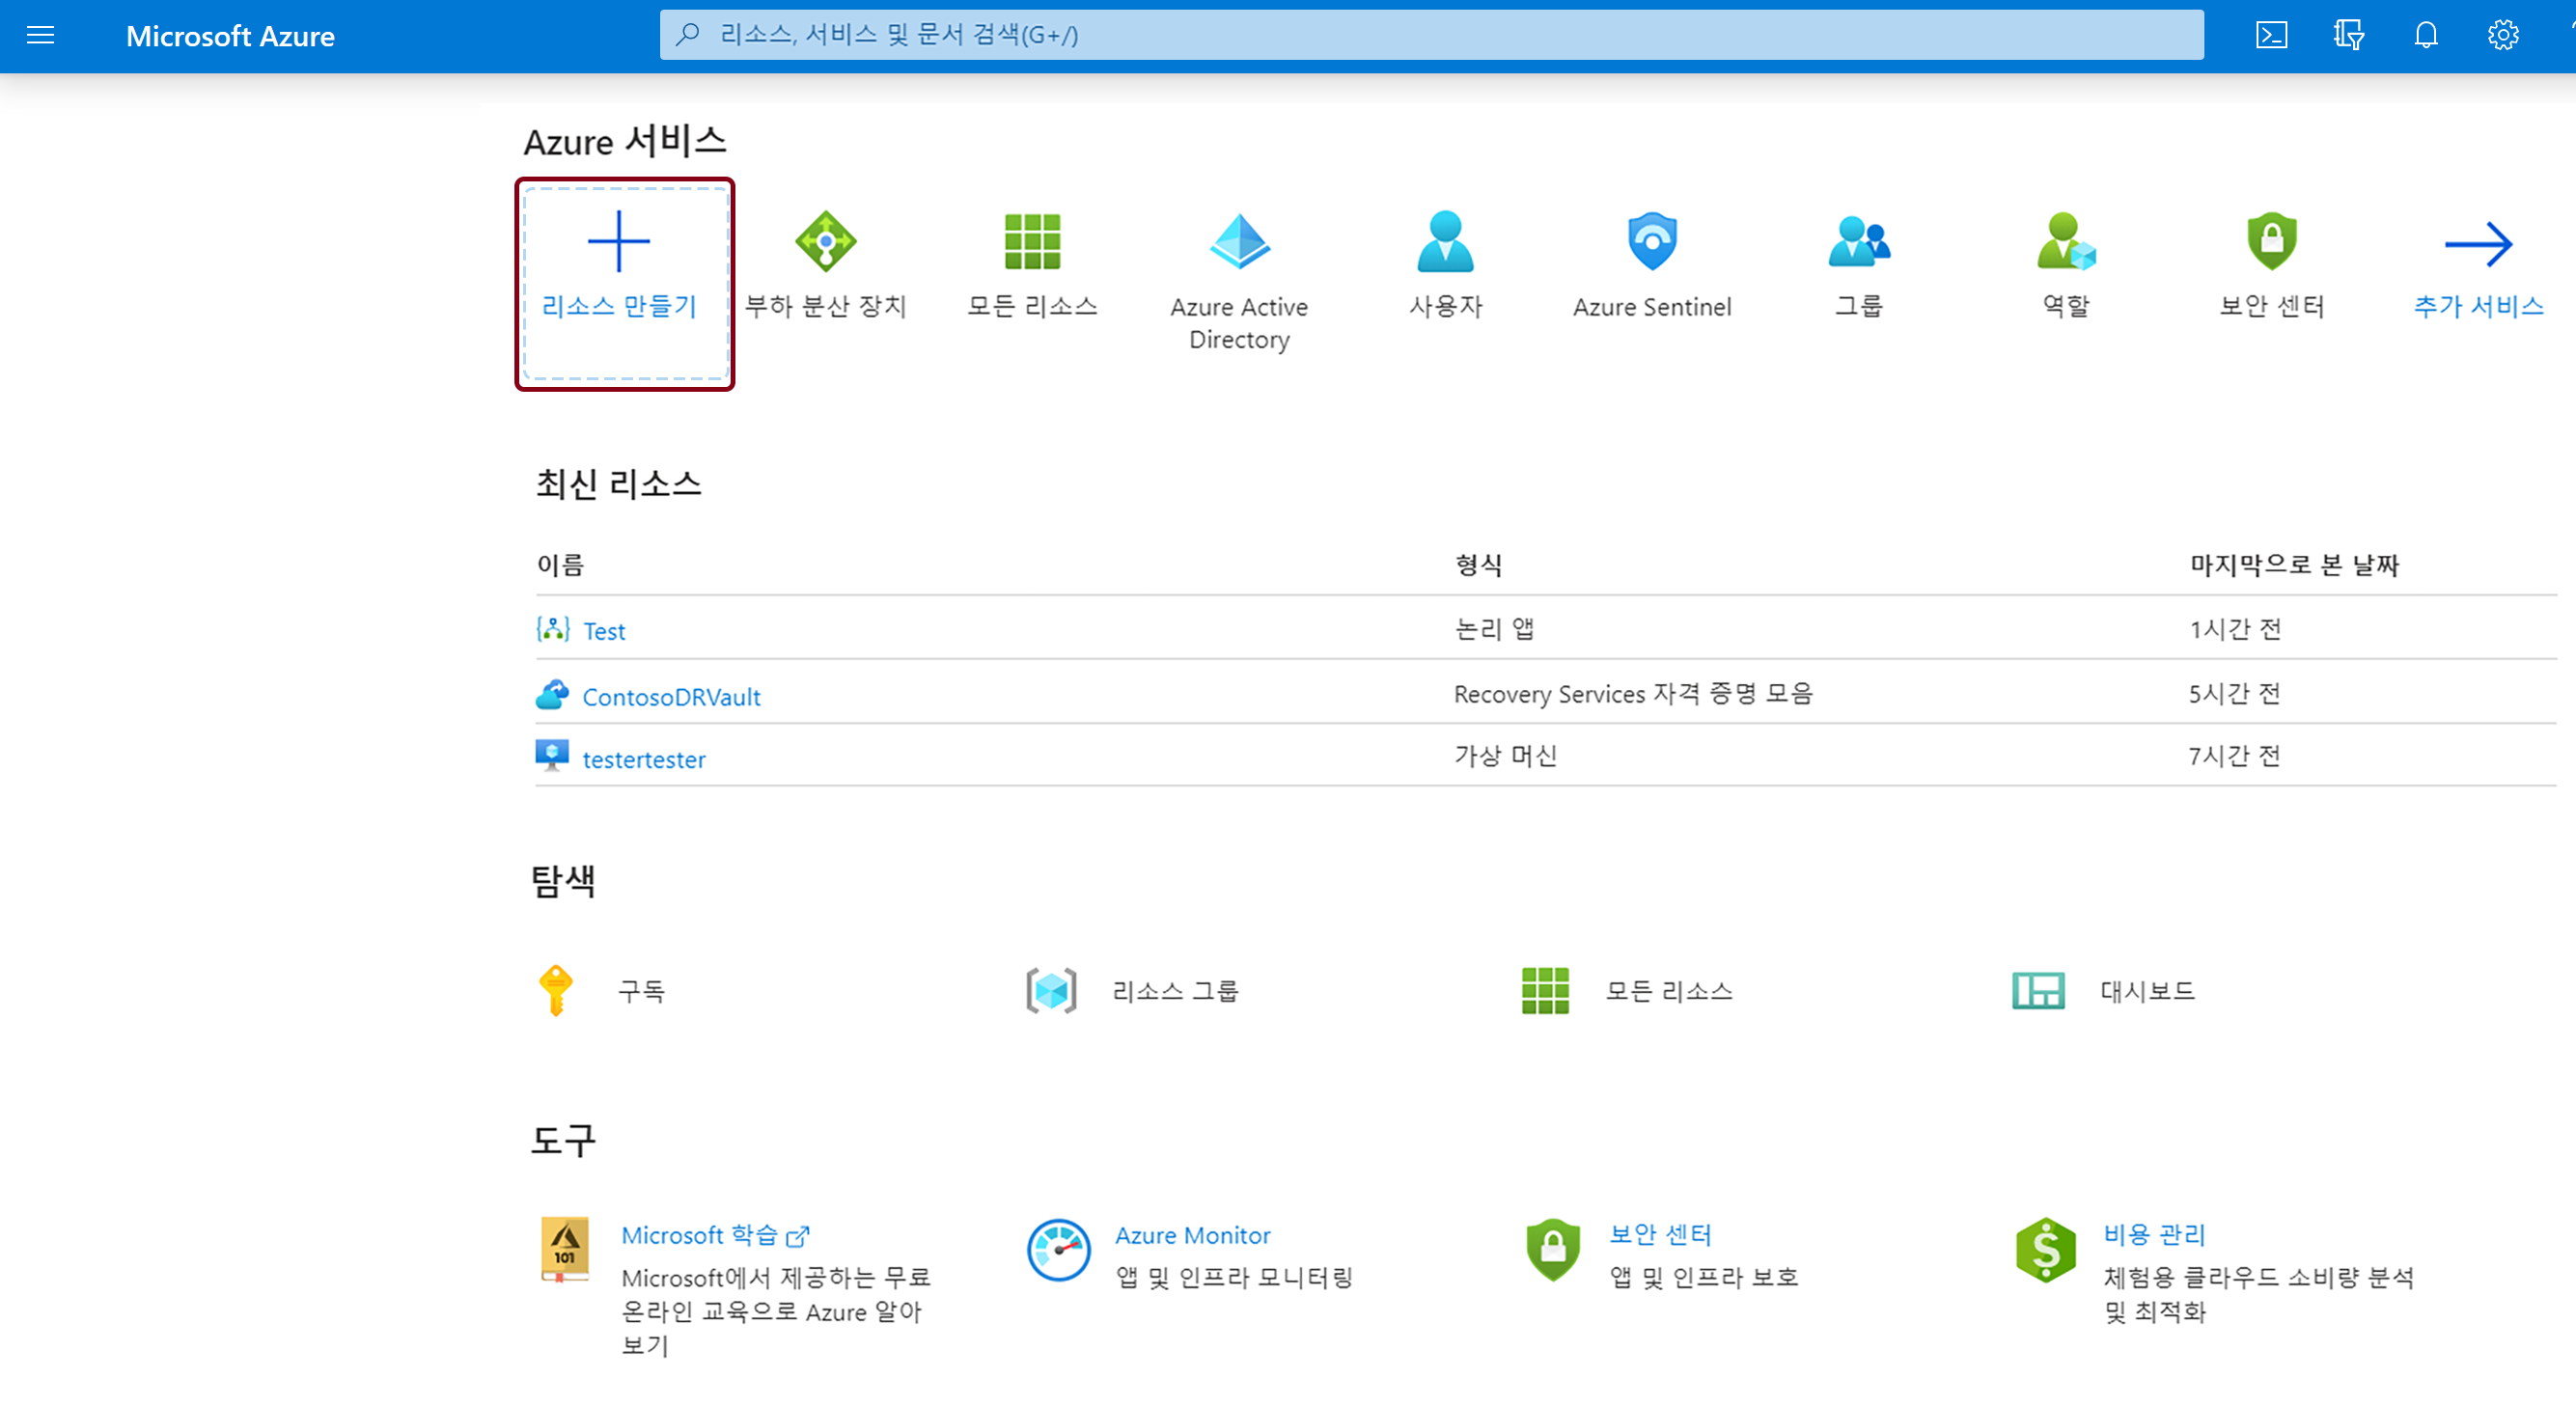 Microsoft Azure
리소스, 서비스 및 문서 검색(G+/)
Azure 서비스
리소스 만들기
부하 분산 장치
모든 리소스
Azure Active
Directory
사용자
Azure Sentinel
그룹
역할
보안 센터
추가 서비스
최신 리소스
이름 형식 마지막으로 본 날짜
Test 논리 앱 1시간 전
ContosoDRVault Recovery Services 자격 증명 모음 5시간 전
testertester 가상 머신 7시간 전
탐색
구독
리소스 그룹
모든 리소스
대시보드
도구
101
Microsoft 학습
Microsoft에서 제공하는 무료
온라인 교육으로 Azure 알아
보기
Azure Monitor
앱 및 인프라 모니터링
보안 센터
앱 및 인프라 보호
비용 관리
체험용 클라우드 소비량 분석
및 최적화